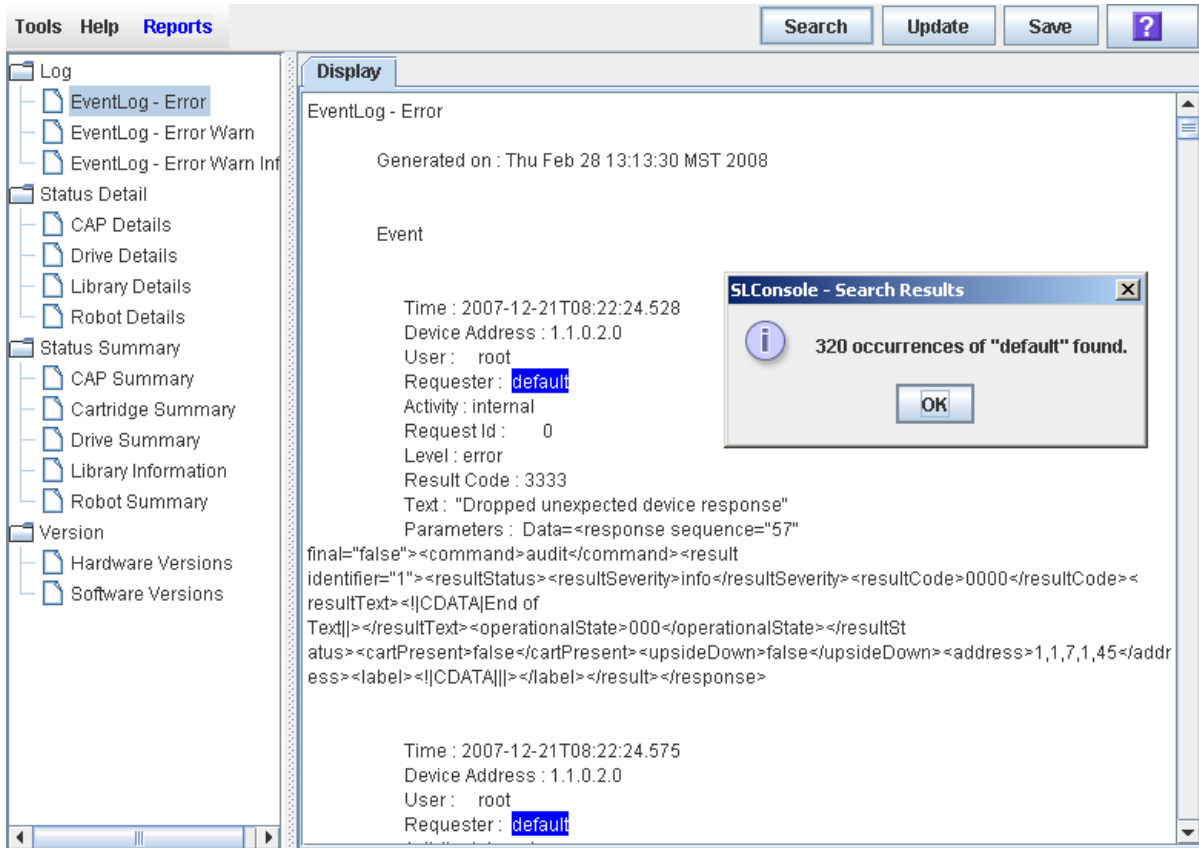 Tools Help Reports
Search Update Save ?
Log
EventLog - Error
EventLog - Error Warn
EventLog - Error Warn Inf
Status Detail
CAP Details
Drive Details
Library Details
Robot Details
Status Summary
CAP Summary
Cartridge Summary
Drive Summary
Library Information
Robot Summary
Version
Hardware Versions
Software Versions
Display
EventLog - Error
Generated on : Thu Feb 28 13:13:30 MST 2008
Event
Time : 2007-12-21T08:22:24.528
Device Address : 1.1.0.2.0
User : root
Requester : default
Activity : internal
Request Id : 0
Level : error
Result Code : 3333
Text : "Dropped unexpected device response"
Parameters : Data=<response sequence="57"
final="false"><command>audit</command><result
identifier="1"><resultStatus><resultSeverity>info</resultSeverity><resultCode>0000</resultCode><
resultText><!|CDATA|End of
Text||></resultText><operationalState>000</operationalState></resultSt
atus><cartPresent>false</cartPresent><upsideDown>false</upsideDown><address>1,1,7,1,45</addr
ess><label><!|CDATA|||></label></result></response>
Time : 2007-12-21T08:22:24.575
Device Address : 1.1.0.2.0
User : root
Requester : default
SLConsole - Search Results
320 occurrences of "default" found.
OK